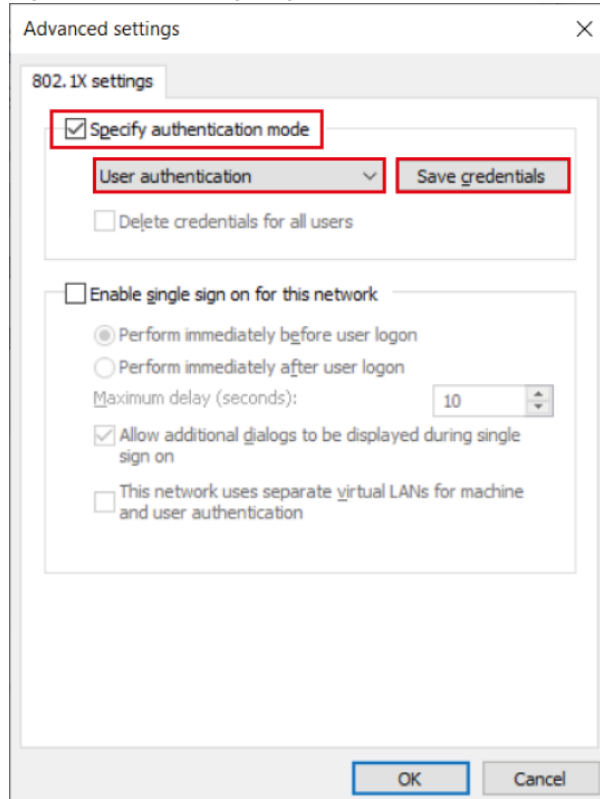 Advanced settings
802.1X settings
Specify authentication mode
User authentication
Save credentials
Delete credentials for all users
Enable single sign on for this network
Perform immediately before user logon
Perform immediately after user logon
Maximum delay (seconds):
10
Allow additional dialogs to be displayed during single
sign on
This network uses separate virtual LANs for machine
and user authentication
OK
Cancel